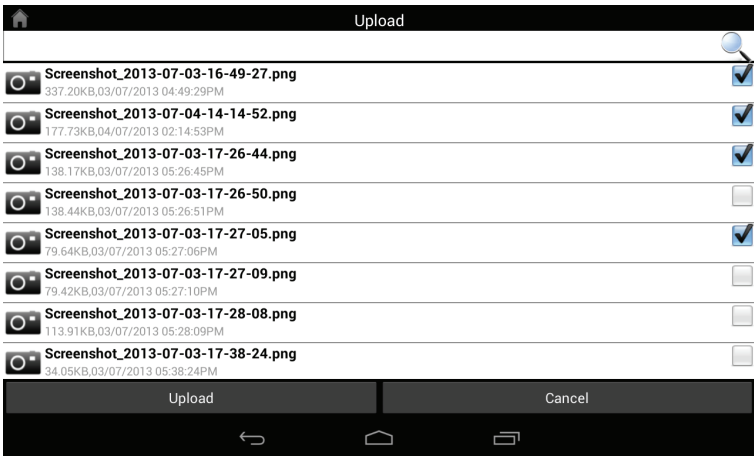 Upload
Screenshot_2013-07-03-16-49-27.png
337.20KB,03/07/2013 04:49:29PM
Screenshot_2013-07-04-14-14-52.png
177.73KB,04/07/2013 02:14:53PM
Screenshot_2013-07-03-17-26-44.png
138.17KB,03/07/2013 05:26:45PM
Screenshot_2013-07-03-17-26-50.png
138.44KB,03/07/2013 05:26:51PM
Screenshot_2013-07-03-17-27-05.png
79.64KB,03/07/2013 05:27:06PM
Screenshot_2013-07-03-17-27-09.png
79.42KB,03/07/2013 05:27:10PM
Screenshot_2013-07-03-17-28-08.png
113.91KB,03/07/2013 05:28:09PM
Screenshot_2013-07-03-17-38-24.png
34.05KB,03/07/2013 05:38:24PM
Upload Cancel